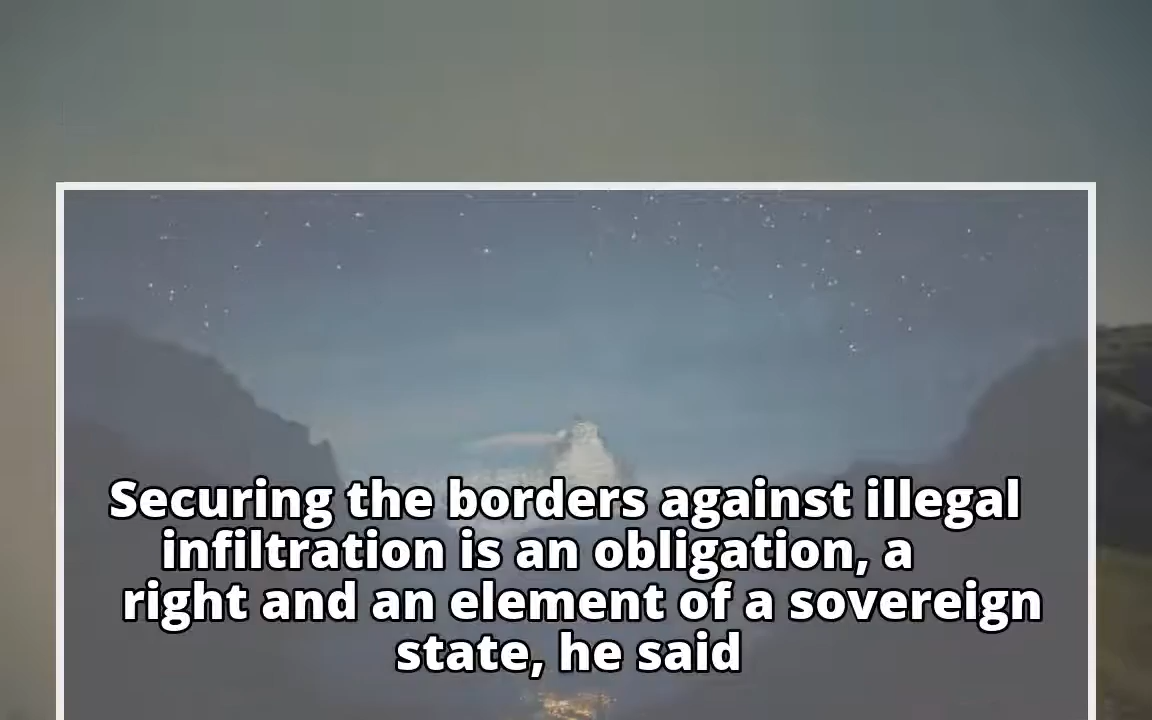 Securing the borders against illegal
infiltration is an obligation, a
right and an element of a sovereign
state, he said